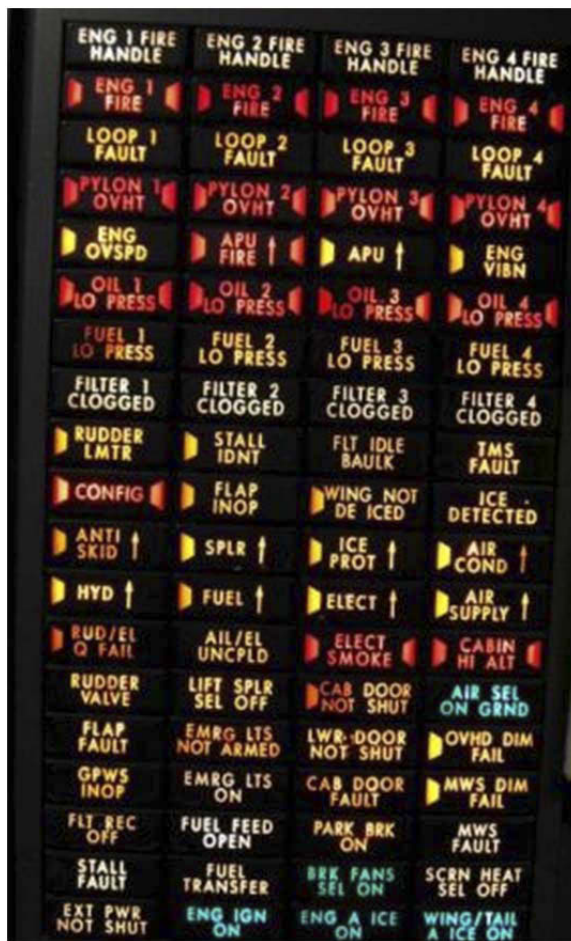 ENG 1 FIRE HANDLE
ENG 2 FIRE HANDLE
ENG 3 FIRE HANDLE
ENG 4 FIRE HANDLE
ENG 1 FIRE
ENG 2 FIRE
ENG 3 FIRE
ENG 4 FIRE
LOOP 1 FAULT
LOOP 2 FAULT
LOOP 3 FAULT
LOOP 4 FAULT
PYLON 1 OVHT
PYLON 2 OVHT
PYLON 3 OVHT
PYLON 4 OVHT
ENG OVSPD
APU FIRE ↑
APU ↑
ENG VIBN
OIL 1 LO PRESS
OIL 2 LO PRESS
OIL 3 LO PRESS
OIL 4 LO PRESS
FUEL 1 LO PRESS
FUEL 2 LO PRESS
FUEL 3 LO PRESS
FUEL 4 LO PRESS
FILTER 1 CLOGGED
FILTER 2 CLOGGED
FILTER 3 CLOGGED
FILTER 4 CLOGGED
RUDDER LMTR
STALL IDNT
FLT IDLE BAULK
TMS FAULT
CONFIG
FLAP INOP
WING NOT DE ICED
ICE DETECTED
ANTI SKID ↑
SPLR ↑
ICE PROT ↑
AIR COND ↑
HYD ↑
FUEL ↑
ELECT ↑
AIR SUPPLY ↑
RUD/EL Q FAIL
AIL/EL UNCPLD
ELECT SMOKE
CABIN HI ALT
RUDDER VALVE
LIFT SPLR SEL OFF
CAB DOOR NOT SHUT
AIR SEL ON GRND
FLAP FAULT
EMRG LTS NOT ARMED
LWR DOOR NOT SHUT
OVHD DIM FAIL
GPWS INOP
EMRG LTS ON
CAB DOOR FAULT
MWS DIM FAIL
FLT REC OFF
FUEL FEED OPEN
PARK BRK ON
MWS FAULT
STALL FAULT
FUEL TRANSFER
BRK FANS SEL ON
SCRN HEAT SEL OFF
EXT PWR NOT SHUT
ENG IGN ON
ENG A ICE ON
WING/TAIL A ICE ON